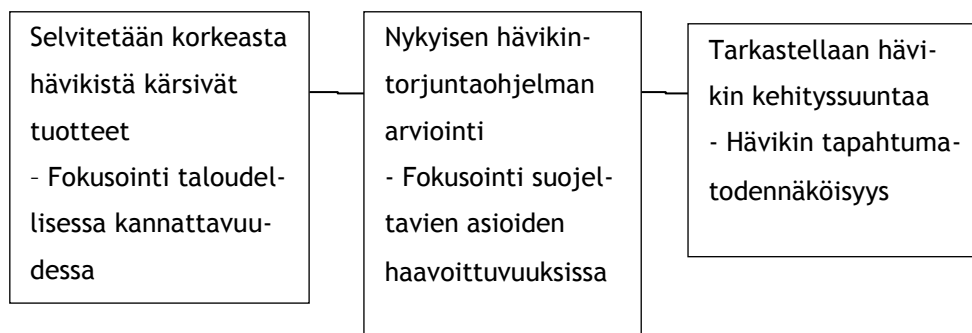 Selvitetään korkeasta
hävikistä kärsivät
tuotteet
– Fokusointi taloudel-
lisessa kannattavuu-
dessa
Nykyisen hävikin-
torjuntaohjelman
arviointi
- Fokusointi suojel-
tavien asioiden
haavoittuvuuksissa
Tarkastellaan hävi-
kin kehityssuuntaa
- Hävikin tapahtuma-
todennäköisyys